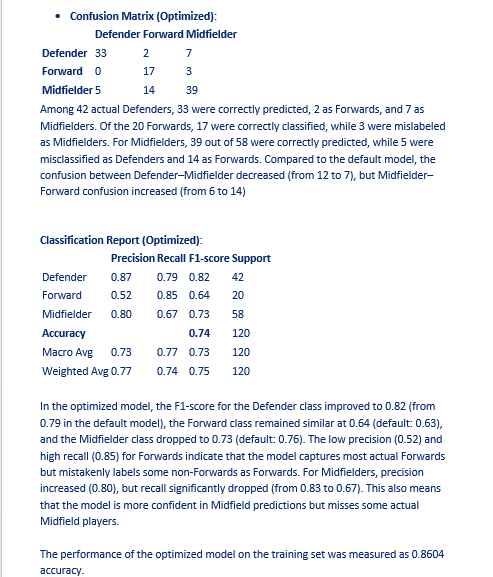 • Confusion Matrix (Optimized):
Defender Forward Midfielder
Defender 33 2 7
Forward 0 17 3
Midfielder 5 14 39
Among 42 actual Defenders, 33 were correctly predicted, 2 as Forwards, and 7 as
Midfielders. Of the 20 Forwards, 17 were correctly classified, while 3 were mislabeled
as Midfielders. For Midfielders, 39 out of 58 were correctly predicted, while 5 were
misclassified as Defenders and 14 as Forwards. Compared to the default model, the
confusion between Defender–Midfielder decreased (from 12 to 7), but Midfielder–
Forward confusion increased (from 6 to 14)
Classification Report (Optimized):
Precision Recall F1-score Support
Defender 0.87 0.79 0.82 42
Forward 0.52 0.85 0.64 20
Midfielder 0.80 0.67 0.73 58
Accuracy 0.74 120
Macro Avg 0.73 0.77 0.73 120
Weighted Avg 0.77 0.74 0.75 120
In the optimized model, the F1-score for the Defender class improved to 0.82 (from
0.79 in the default model), the Forward class remained similar at 0.64 (default: 0.63),
and the Midfielder class dropped to 0.73 (default: 0.76). The low precision (0.52) and
high recall (0.85) for Forwards indicate that the model captures most actual Forwards
but mistakenly labels some non-Forwards as Forwards. For Midfielders, precision
increased (0.80), but recall significantly dropped (from 0.83 to 0.67). This also means
that the model is more confident in Midfield predictions but misses some actual
Midfield players.
The performance of the optimized model on the training set was measured as 0.8604
accuracy.